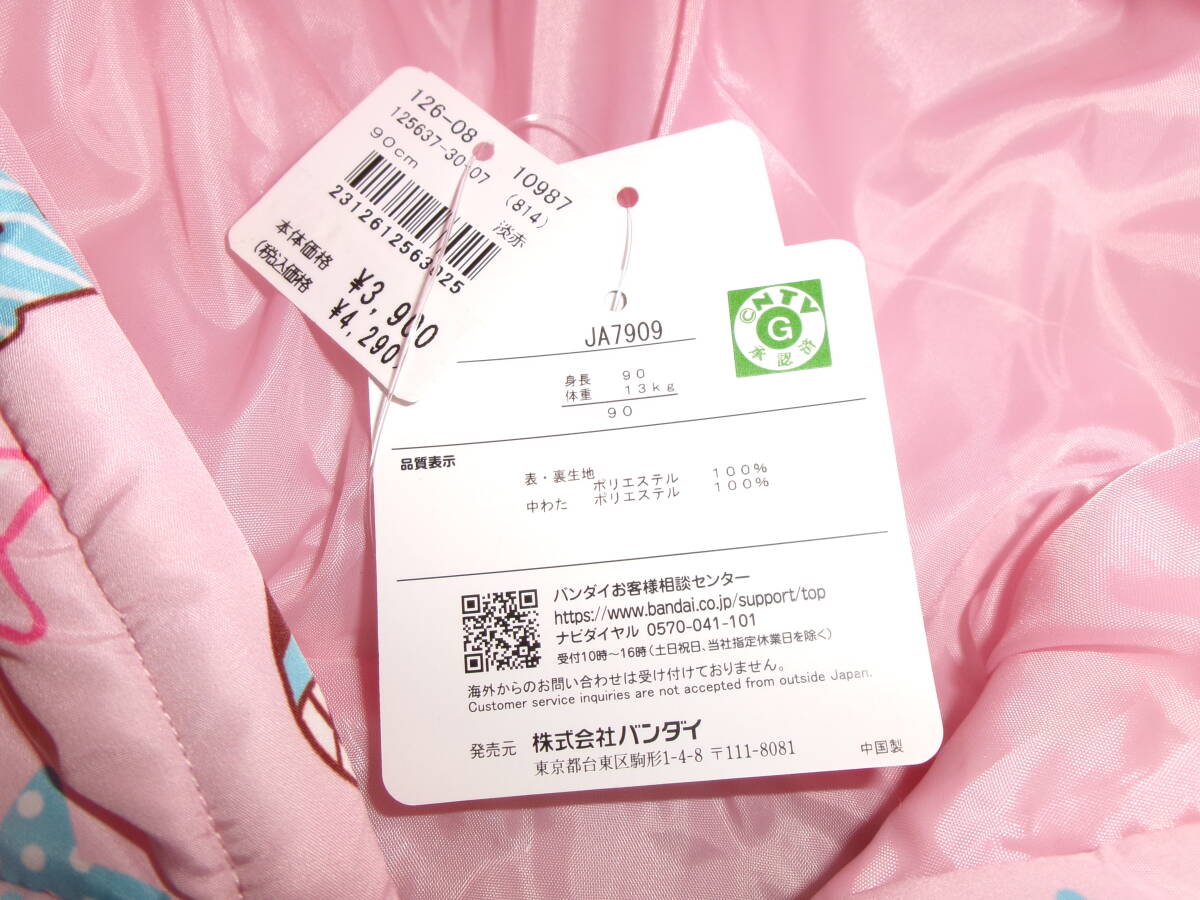 126-08
10987
125637-30-07
(814)
90cm
淡赤
2312612563025
本体価格 ¥3,900
(税込価格 ¥4,290)
JA7909
CNTV
G
承認済
身長 90
体重 13kg
90
品質表示
表・裏生地
ポリエステル 100%
中わた ポリエステル 100%
バンダイお客様相談センター
https://www.bandai.co.jp/support/top
ナビダイヤル 0570-041-101
受付10時～16時(土日祝日、当社指定休業日を除く)
海外からのお問い合わせは受け付けておりません。
Customer service inquiries are not accepted from outside Japan.
発売元 株式会社バンダイ
東京都台東区駒形1-4-8 〒111-8081
中国製